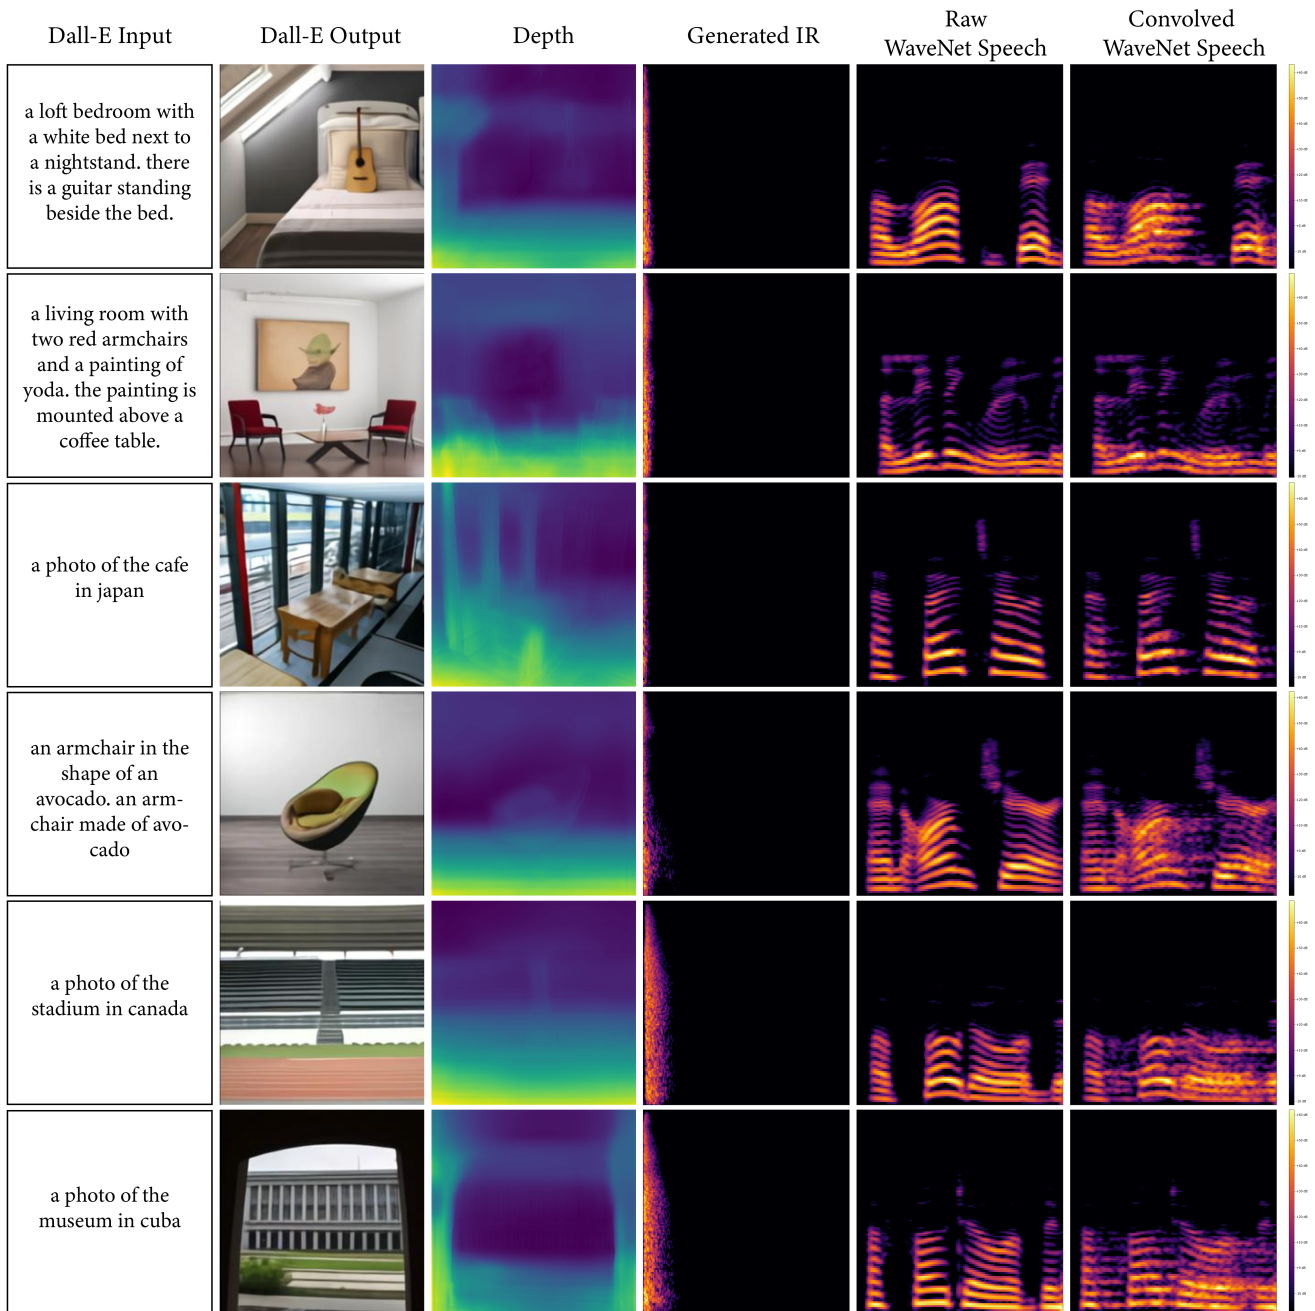 Dall-E Input
Dall-E Output
Depth
Generated IR
Raw
WaveNet Speech
Convolved
WaveNet Speech
a loft bedroom with
a white bed next to
a nightstand. there
is a guitar standing
beside the bed.
a living room with
two red armchairs
and a painting of
yoda. the painting is
mounted above a
coffee table.
a photo of the cafe
in japan
an armchair in the
shape of an
avocado. an arm-
chair made of avo-
cado
a photo of the
stadium in canada
a photo of the
museum in cuba